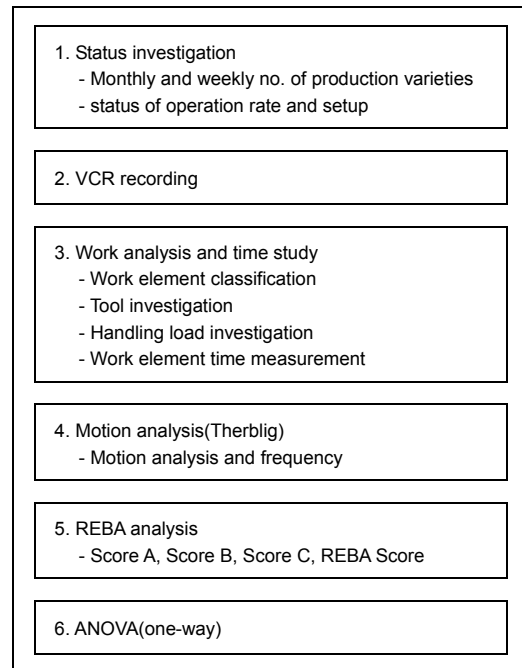 1. Status investigation
- Monthly and weekly no. of production varieties
- status of operation rate and setup
2. VCR recording
3. Work analysis and time study
- Work element classification
- Tool investigation
- Handling load investigation
- Work element time measurement
4. Motion analysis(Therblig)
- Motion analysis and frequency
5. REBA analysis
- Score A, Score B, Score C, REBA Score
6. ANOVA(one-way)